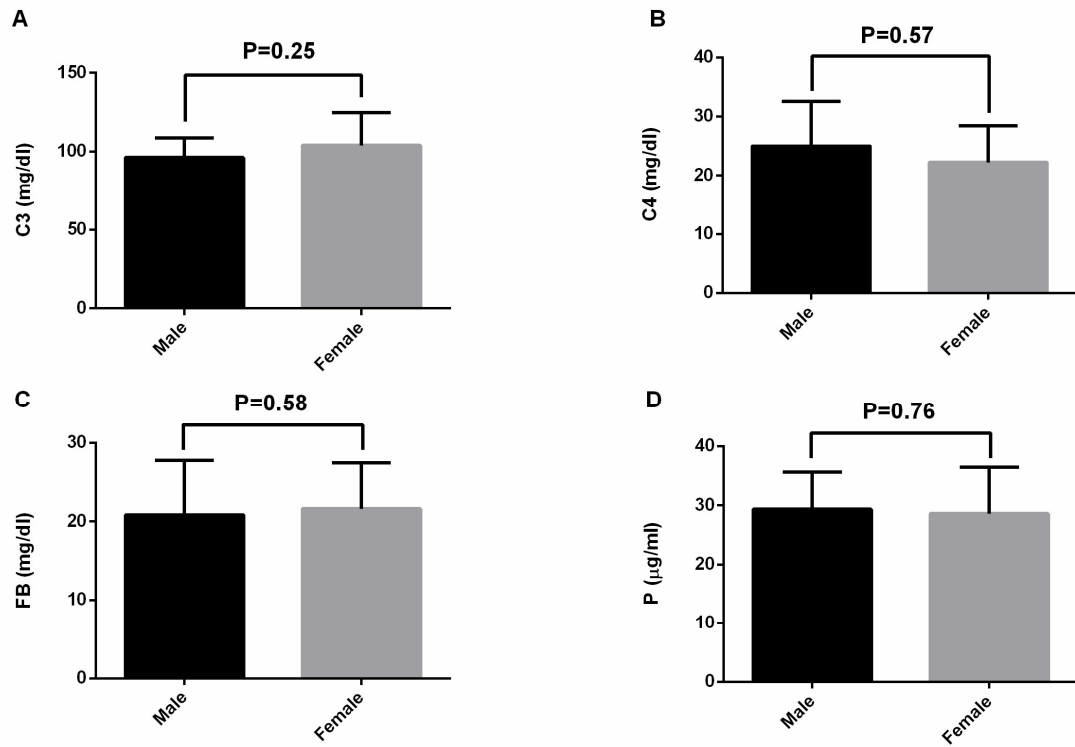 A
P=0.25
150
100
50
0
C3 (mg/dl)
Male
Female
B
P=0.57
40
30
20
10
0
C4 (mg/dl)
Male
Female
C
P=0.58
30
20
10
0
FB (mg/dl)
Male
Female
D
P=0.76
40
30
20
10
0
P (μg/ml)
Male
Female